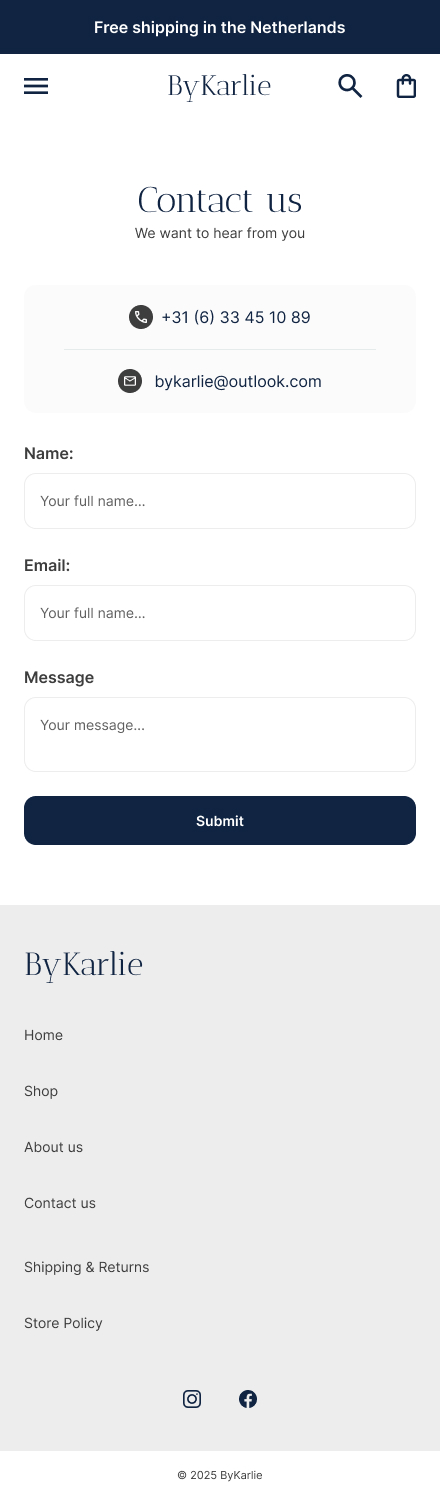 Free shipping in the Netherlands
ByKarlie
Contact us
We want to hear from you
+31 (6) 33 45 10 89
bykarlie@outlook.com
Name:
Your full name...
Email:
Your full name...
Message
Your message...
Submit
ByKarlie
Home
Shop
About us
Contact us
Shipping & Returns
Store Policy
© 2025 ByKarlie